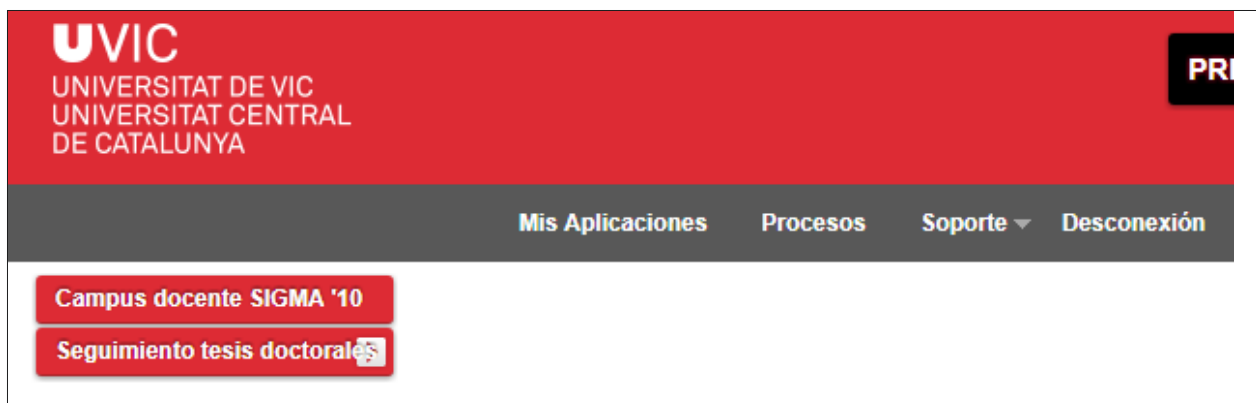 UVIC
UNIVERSITAT DE VIC
UNIVERSITAT CENTRAL
DE CATALUNYA
PRI
Mis Aplicaciones Procesos Soporte Desconexión
Campus docente SIGMA '10
Seguimiento tesis doctorales